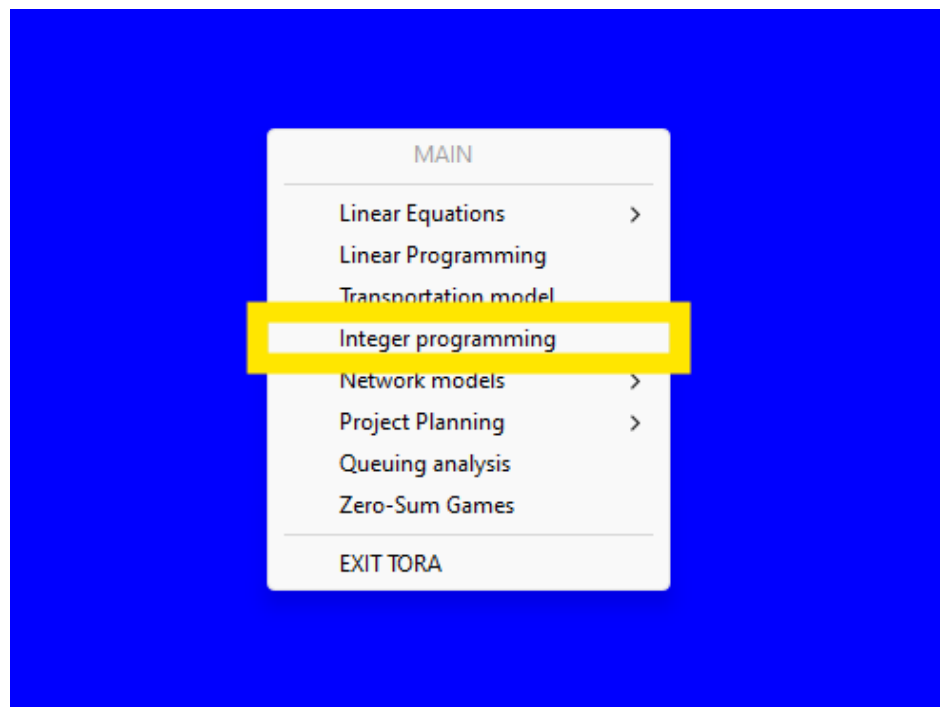 MAIN
Linear Equations
Linear Programming
Transportation model
Integer programming
Network models
Project Planning
Queuing analysis
Zero-Sum Games
EXIT TORA